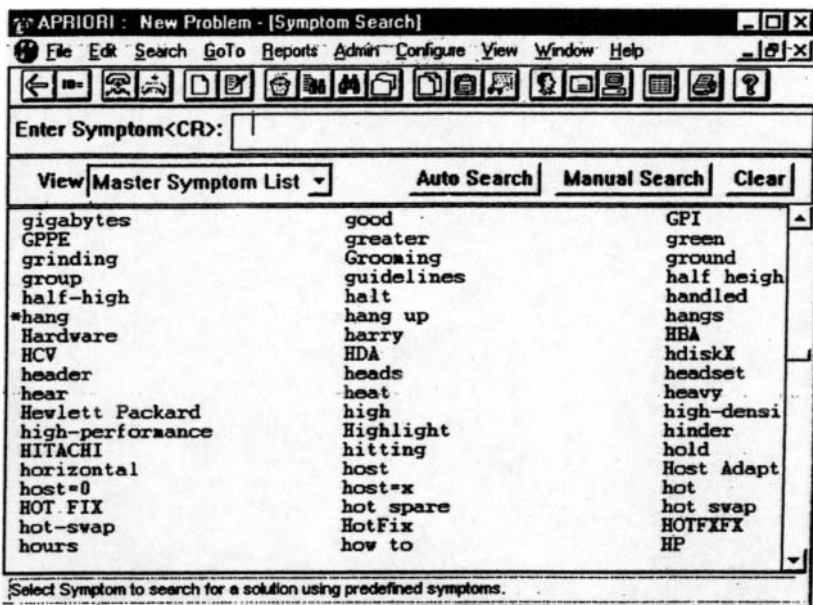 APRIORI : New Problem - [Symptom Search]
File Edit Search GoTo Reports Admin Configure View Window Help
Enter Symptom<CR>:
View Master Symptom List Auto Search Manual Search Clear
gigabytes good GPI
GPPE greater green
grinding Grooming ground
group guidelines half heigh
half-high halt handled
*hang hang up hangs
Hardware harry HBA
HCV HDA hdiskX
header heads headset
hear heat heavy
Hewlett Packard high high-densi
high-performance Highlight hinder
HITACHI hitting hold
horizontal host Host Adapt
host=0 host=x hot
HOT FIX hot spare hot swap
hot-swap HotFix HOTFXFX
hours how to HP
Select Symptom to search for a solution using predefined symptoms.